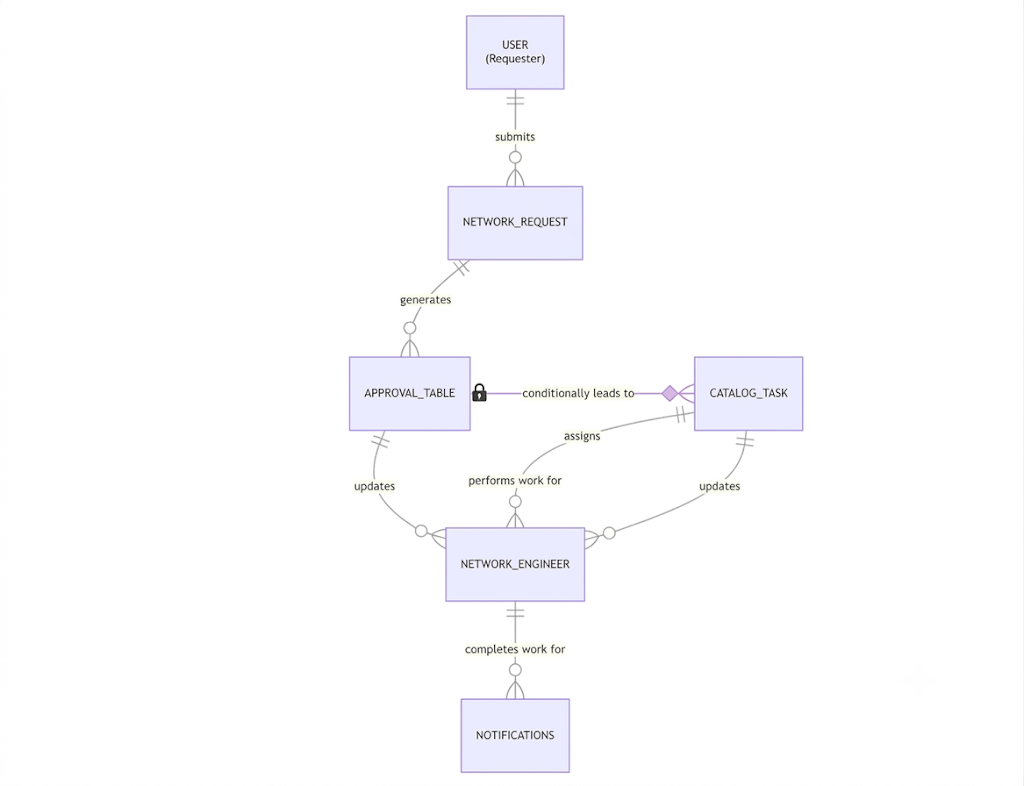 USER
(Requester)
submits
NETWORK_REQUEST
generates
APPROVAL_TABLE
conditionally leads to
CATALOG_TASK
assigns
performs work for
updates
updates
NETWORK_ENGINEER
completes work for
NOTIFICATIONS